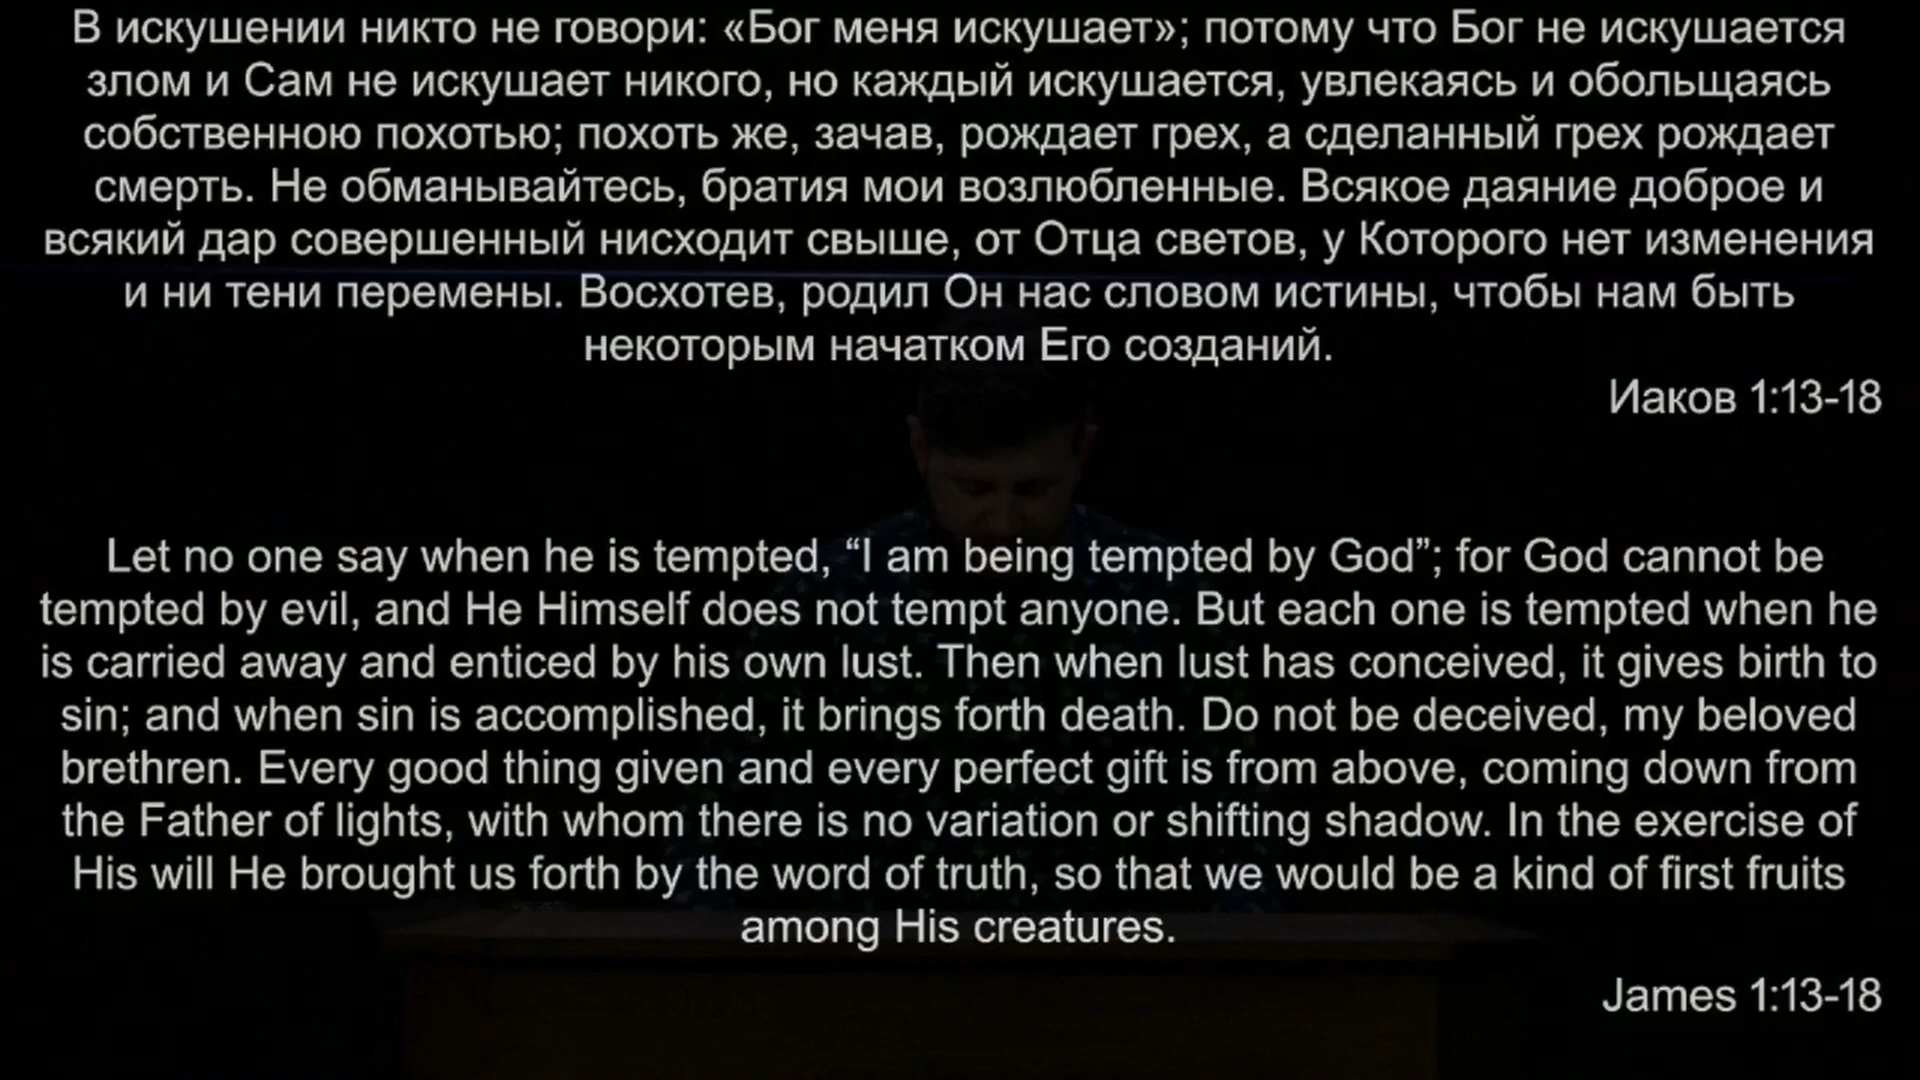 В искушении никто не говори: «Бог меня искушает»; потому что Бог не искушается
злом и Сам не искушает никого, но каждый искушается, увлекаясь и обольщаясь
собственною похотью; похоть же, зачав, рождает грех, а сделанный грех рождает
смерть. Не обманывайтесь, братия мои возлюбленные. Всякое даяние доброе и
всякий дар совершенный нисходит свыше, от Отца светов, у Которого нет изменения
и ни тени перемены. Восхотев, родил Он нас словом истины, чтобы нам быть
некоторым начатком Его созданий.
Иаков 1:13-18
Let no one say when he is tempted, “I am being tempted by God”; for God cannot be
tempted by evil, and He Himself does not tempt anyone. But each one is tempted when he
is carried away and enticed by his own lust. Then when lust has conceived, it gives birth to
sin; and when sin is accomplished, it brings forth death. Do not be deceived, my beloved
brethren. Every good thing given and every perfect gift is from above, coming down from
the Father of lights, with whom there is no variation or shifting shadow. In the exercise of
His will He brought us forth by the word of truth, so that we would be a kind of first fruits
among His creatures.
James 1:13-18